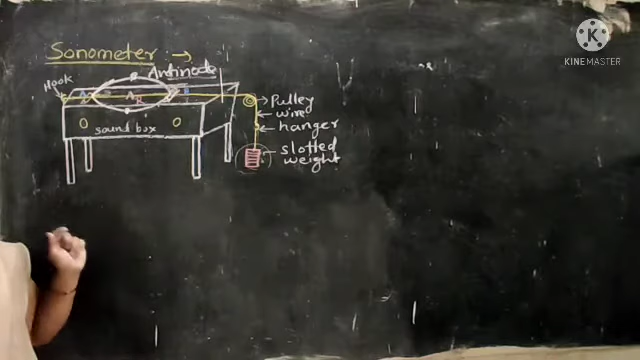 Sonometer →
Hook
Antinode
A
Pulley
wire
hanger
sound box
slotted
weight
K
KINEMASTER